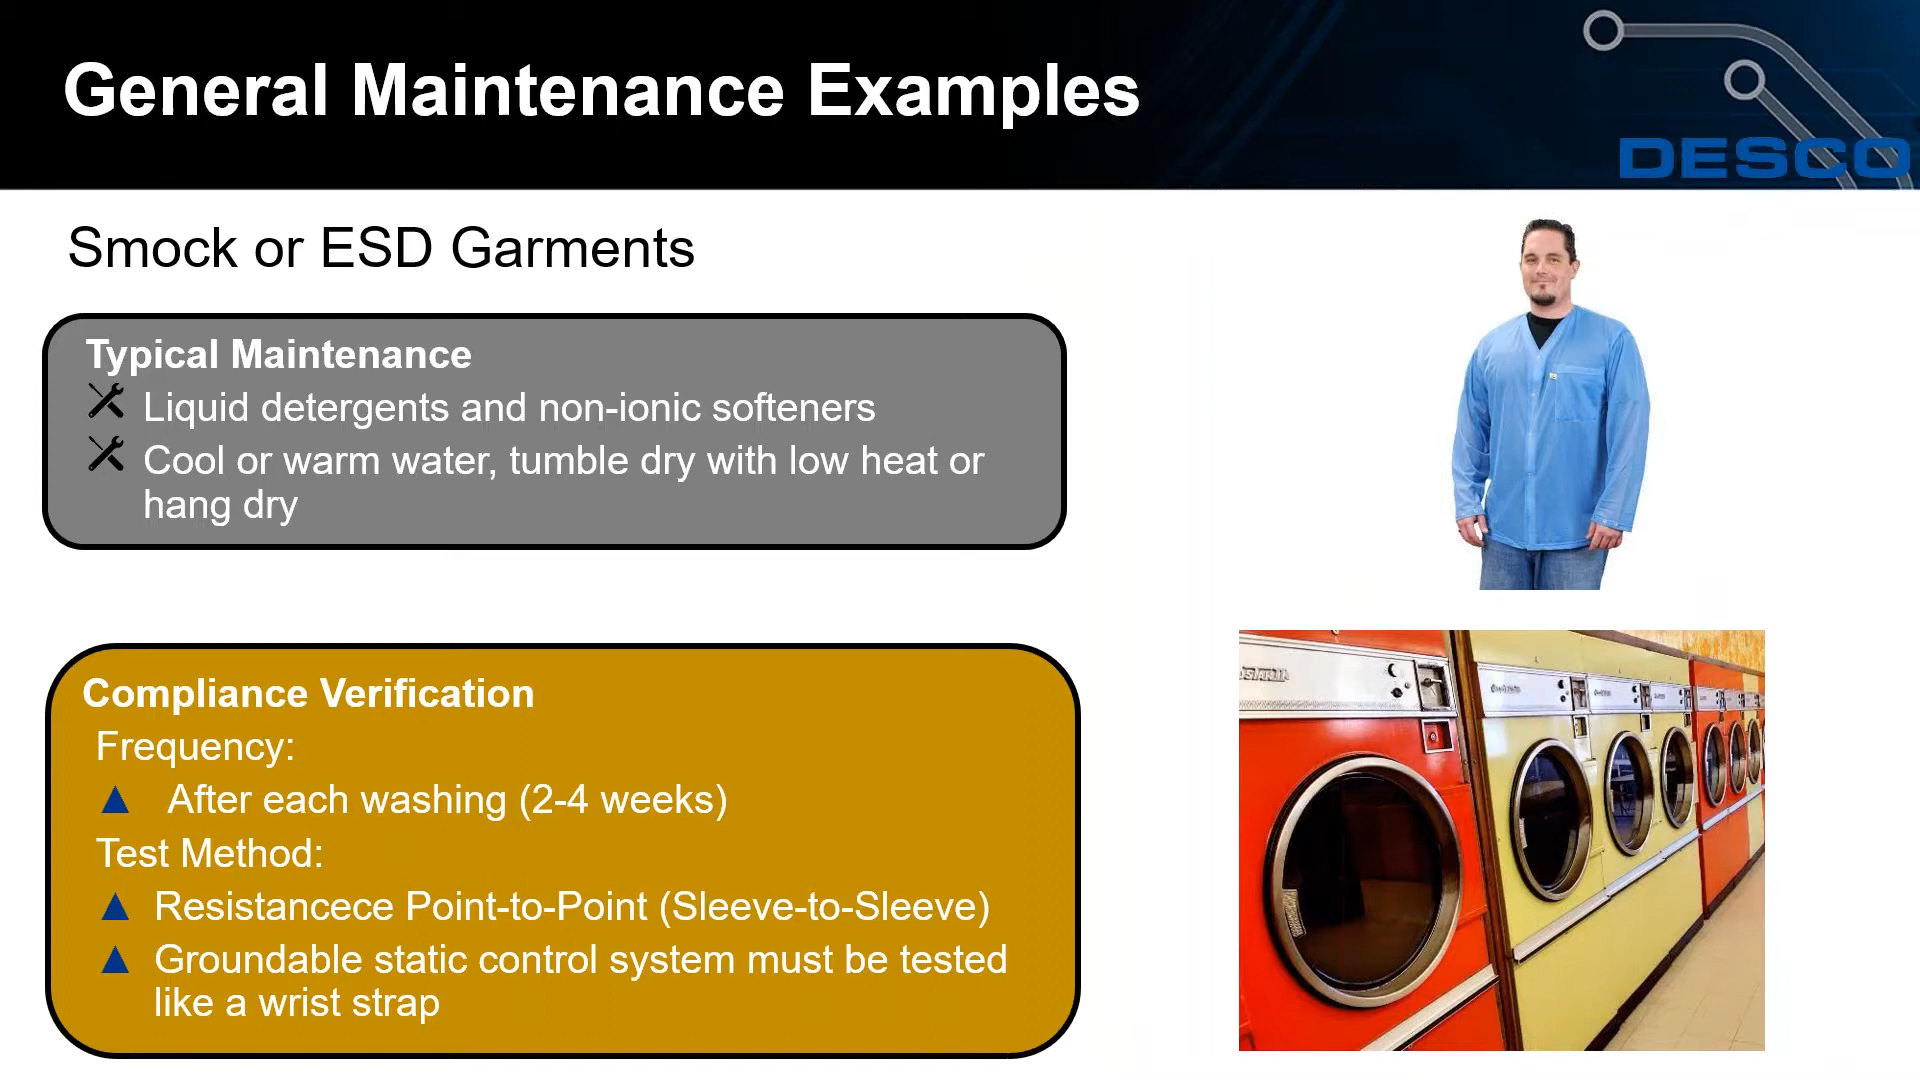 General Maintenance Examples
DESCO
Smock or ESD Garments
Typical Maintenance
Liquid detergents and non-ionic softeners
Cool or warm water, tumble dry with low heat or
hang dry
Compliance Verification
Frequency:
After each washing (2-4 weeks)
Test Method:
Resistancece Point-to-Point (Sleeve-to-Sleeve)
Groundable static control system must be tested
like a wrist strap